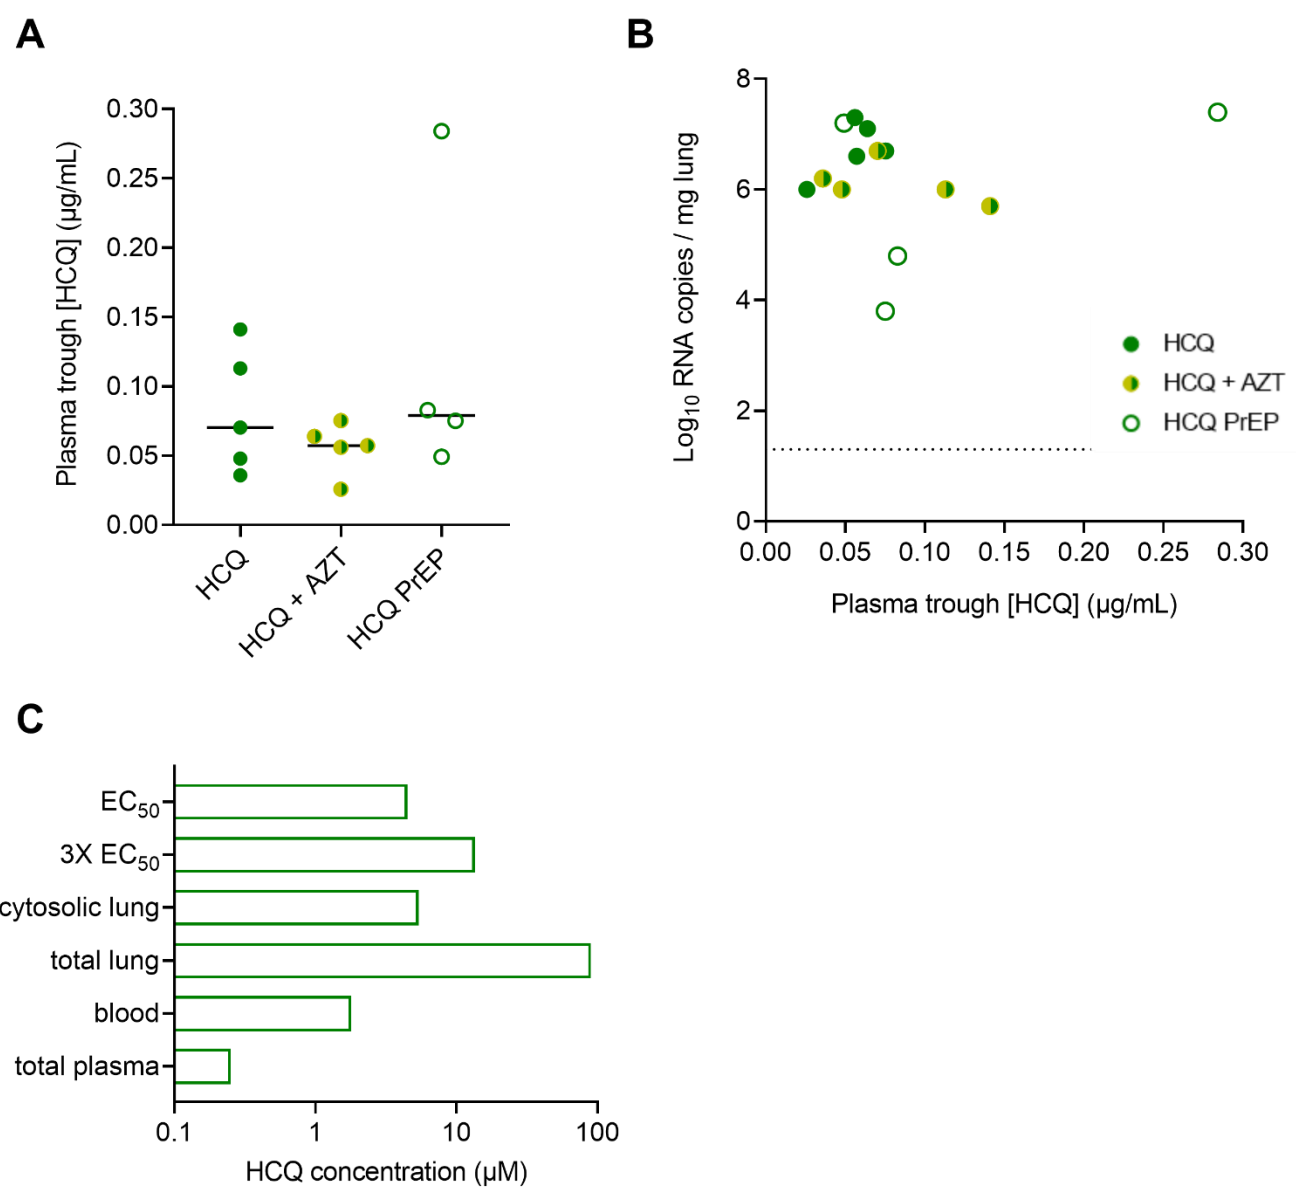 A
Plasma trough [HCQ] (µg/mL)
0.30
0.25
0.20
0.15
0.10
0.05
0.00
HCQ
HCQ + AZT
HCQ PrEP
B
Log10 RNA copies / mg lung
8
6
4
2
0
0.00 0.05 0.10 0.15 0.20 0.25 0.30
Plasma trough [HCQ] (µg/mL)
HCQ
HCQ + AZT
HCQ PrEP
C
EC50
3X EC50
cytosolic lung
total lung
blood
total plasma
0.1 1 10 100
HCQ concentration (µM)